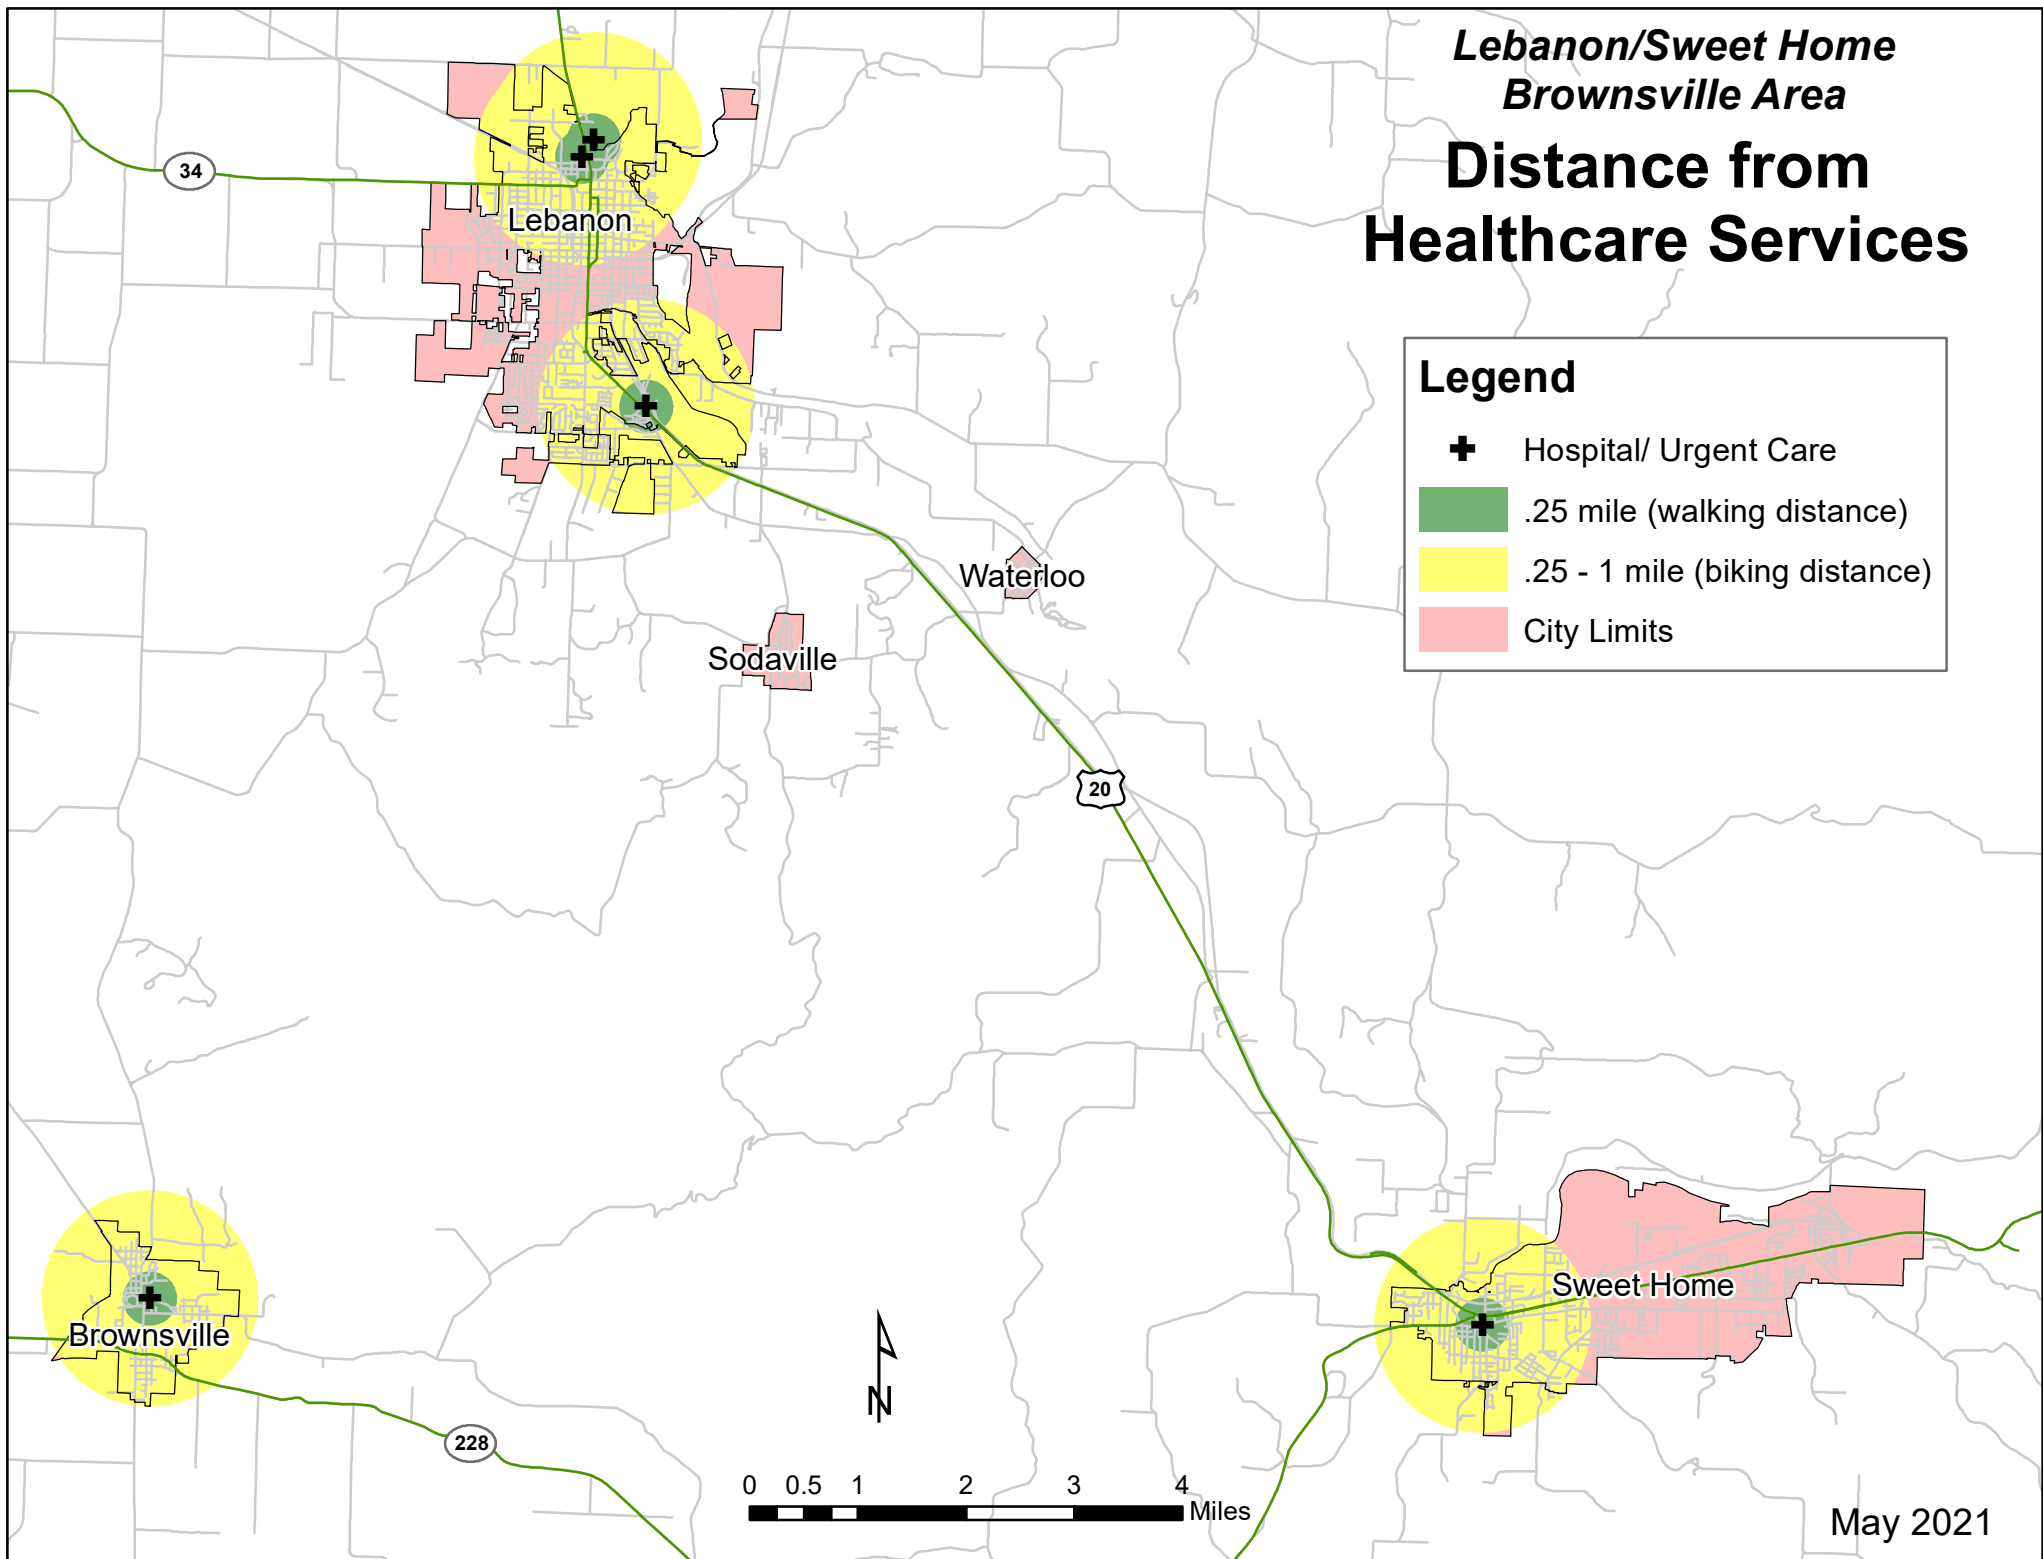 Lebanon/Sweet Home
Brownsville Area
Distance from
Healthcare Services
34
Lebanon
Legend
Hospital/ Urgent Care
.25 mile (walking distance)
.25 - 1 mile (biking distance)
City Limits
Waterloo
Sodaville
20
Sweet Home
Brownsville
N
228
0 0.5 1 2 3 4
Miles
May 2021